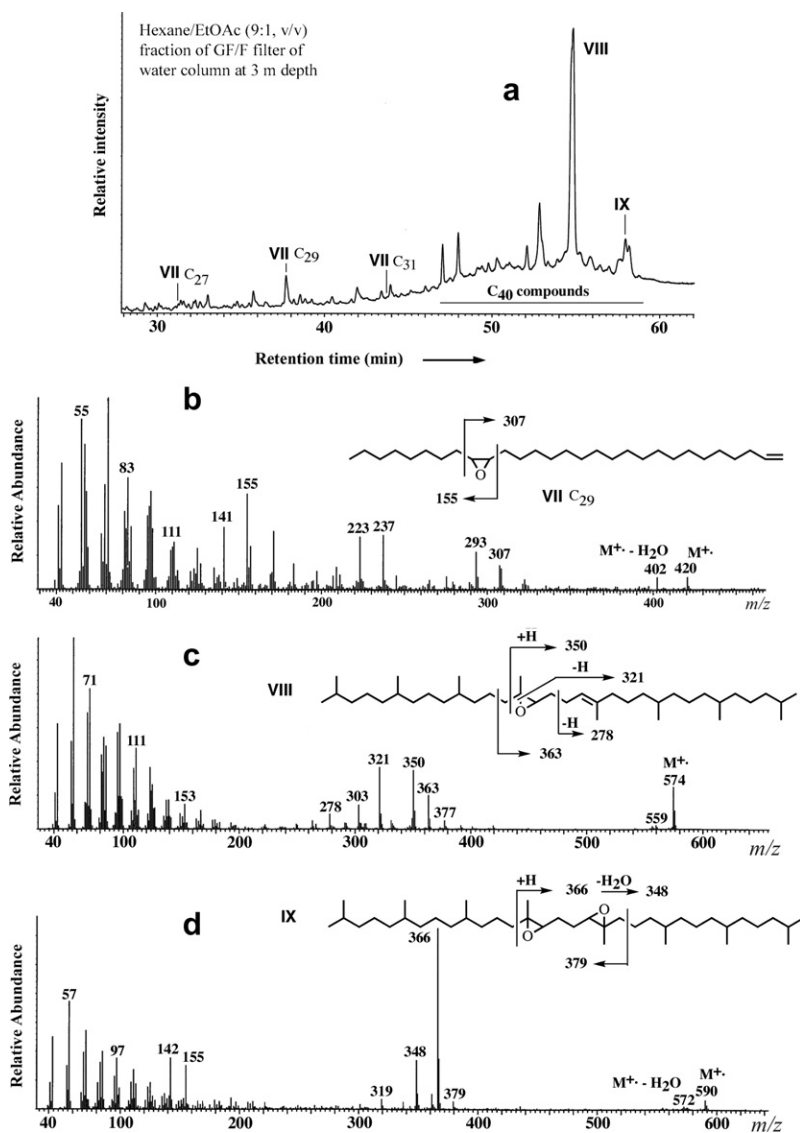 Hexane/EtOAc (9:1, v/v)
fraction of GF/F filter of
water column at 3 m depth
a
VIII
IX
VII C27
VII C29
VII C31
C40 compounds
Relative intensity
30 40 50 60
Retention time (min)
b
55
83
111
141
155
223
237
293
307
M+· - H2O
402
M+·
420
307
155
O
VII C29
Relative Abundance
40 100 200 300 400
m/z
c
VIII
71
111
153
278
303
321
350
363
377
559
M+·
574
+H
350
-H
321
O
-H
278
363
Relative Abundance
40 100 200 300 400 500 600
m/z
d
IX
57
97
142
155
319
348
366
379
M+· - H2O
572
M+·
590
+H
366
-H2O
348
O
O
379
Relative Abundance
40 100 200 300 400 500 600
m/z